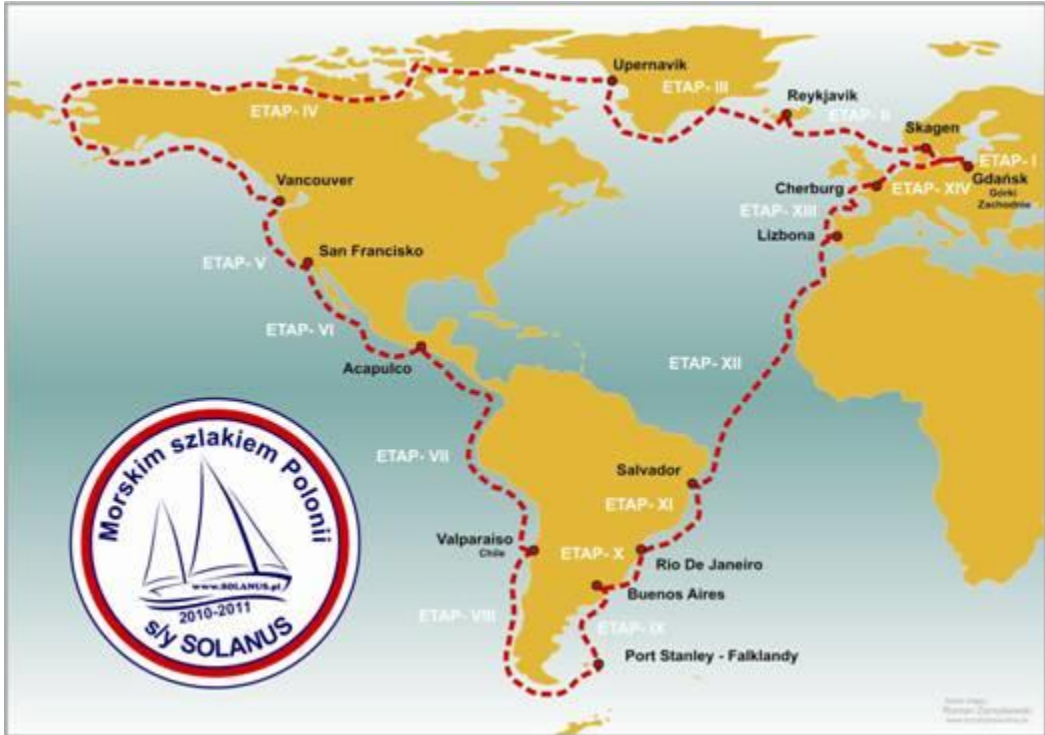 Upernavik
ETAP- III
Reykjavik
ETAP- II
ETAP- IV
Skagen
ETAP- I
Gdańsk
Górki
Zachodnie
Cherburg
ETAP- XIV
Vancouver
ETAP- XIII
Lizbona
San Francisko
ETAP- V
ETAP- VI
Acapulco
ETAP- XII
ETAP- VII
Salvador
ETAP- XI
Valparaiso
Chile
ETAP- X
Rio De Janeiro
Buenos Aires
ETAP- VIII
ETAP- IX
Port Stanley - Falklandy
Morskim szlakiem Polonii
www.SOLANUS.pl
2010-2011
s/y SOLANUS